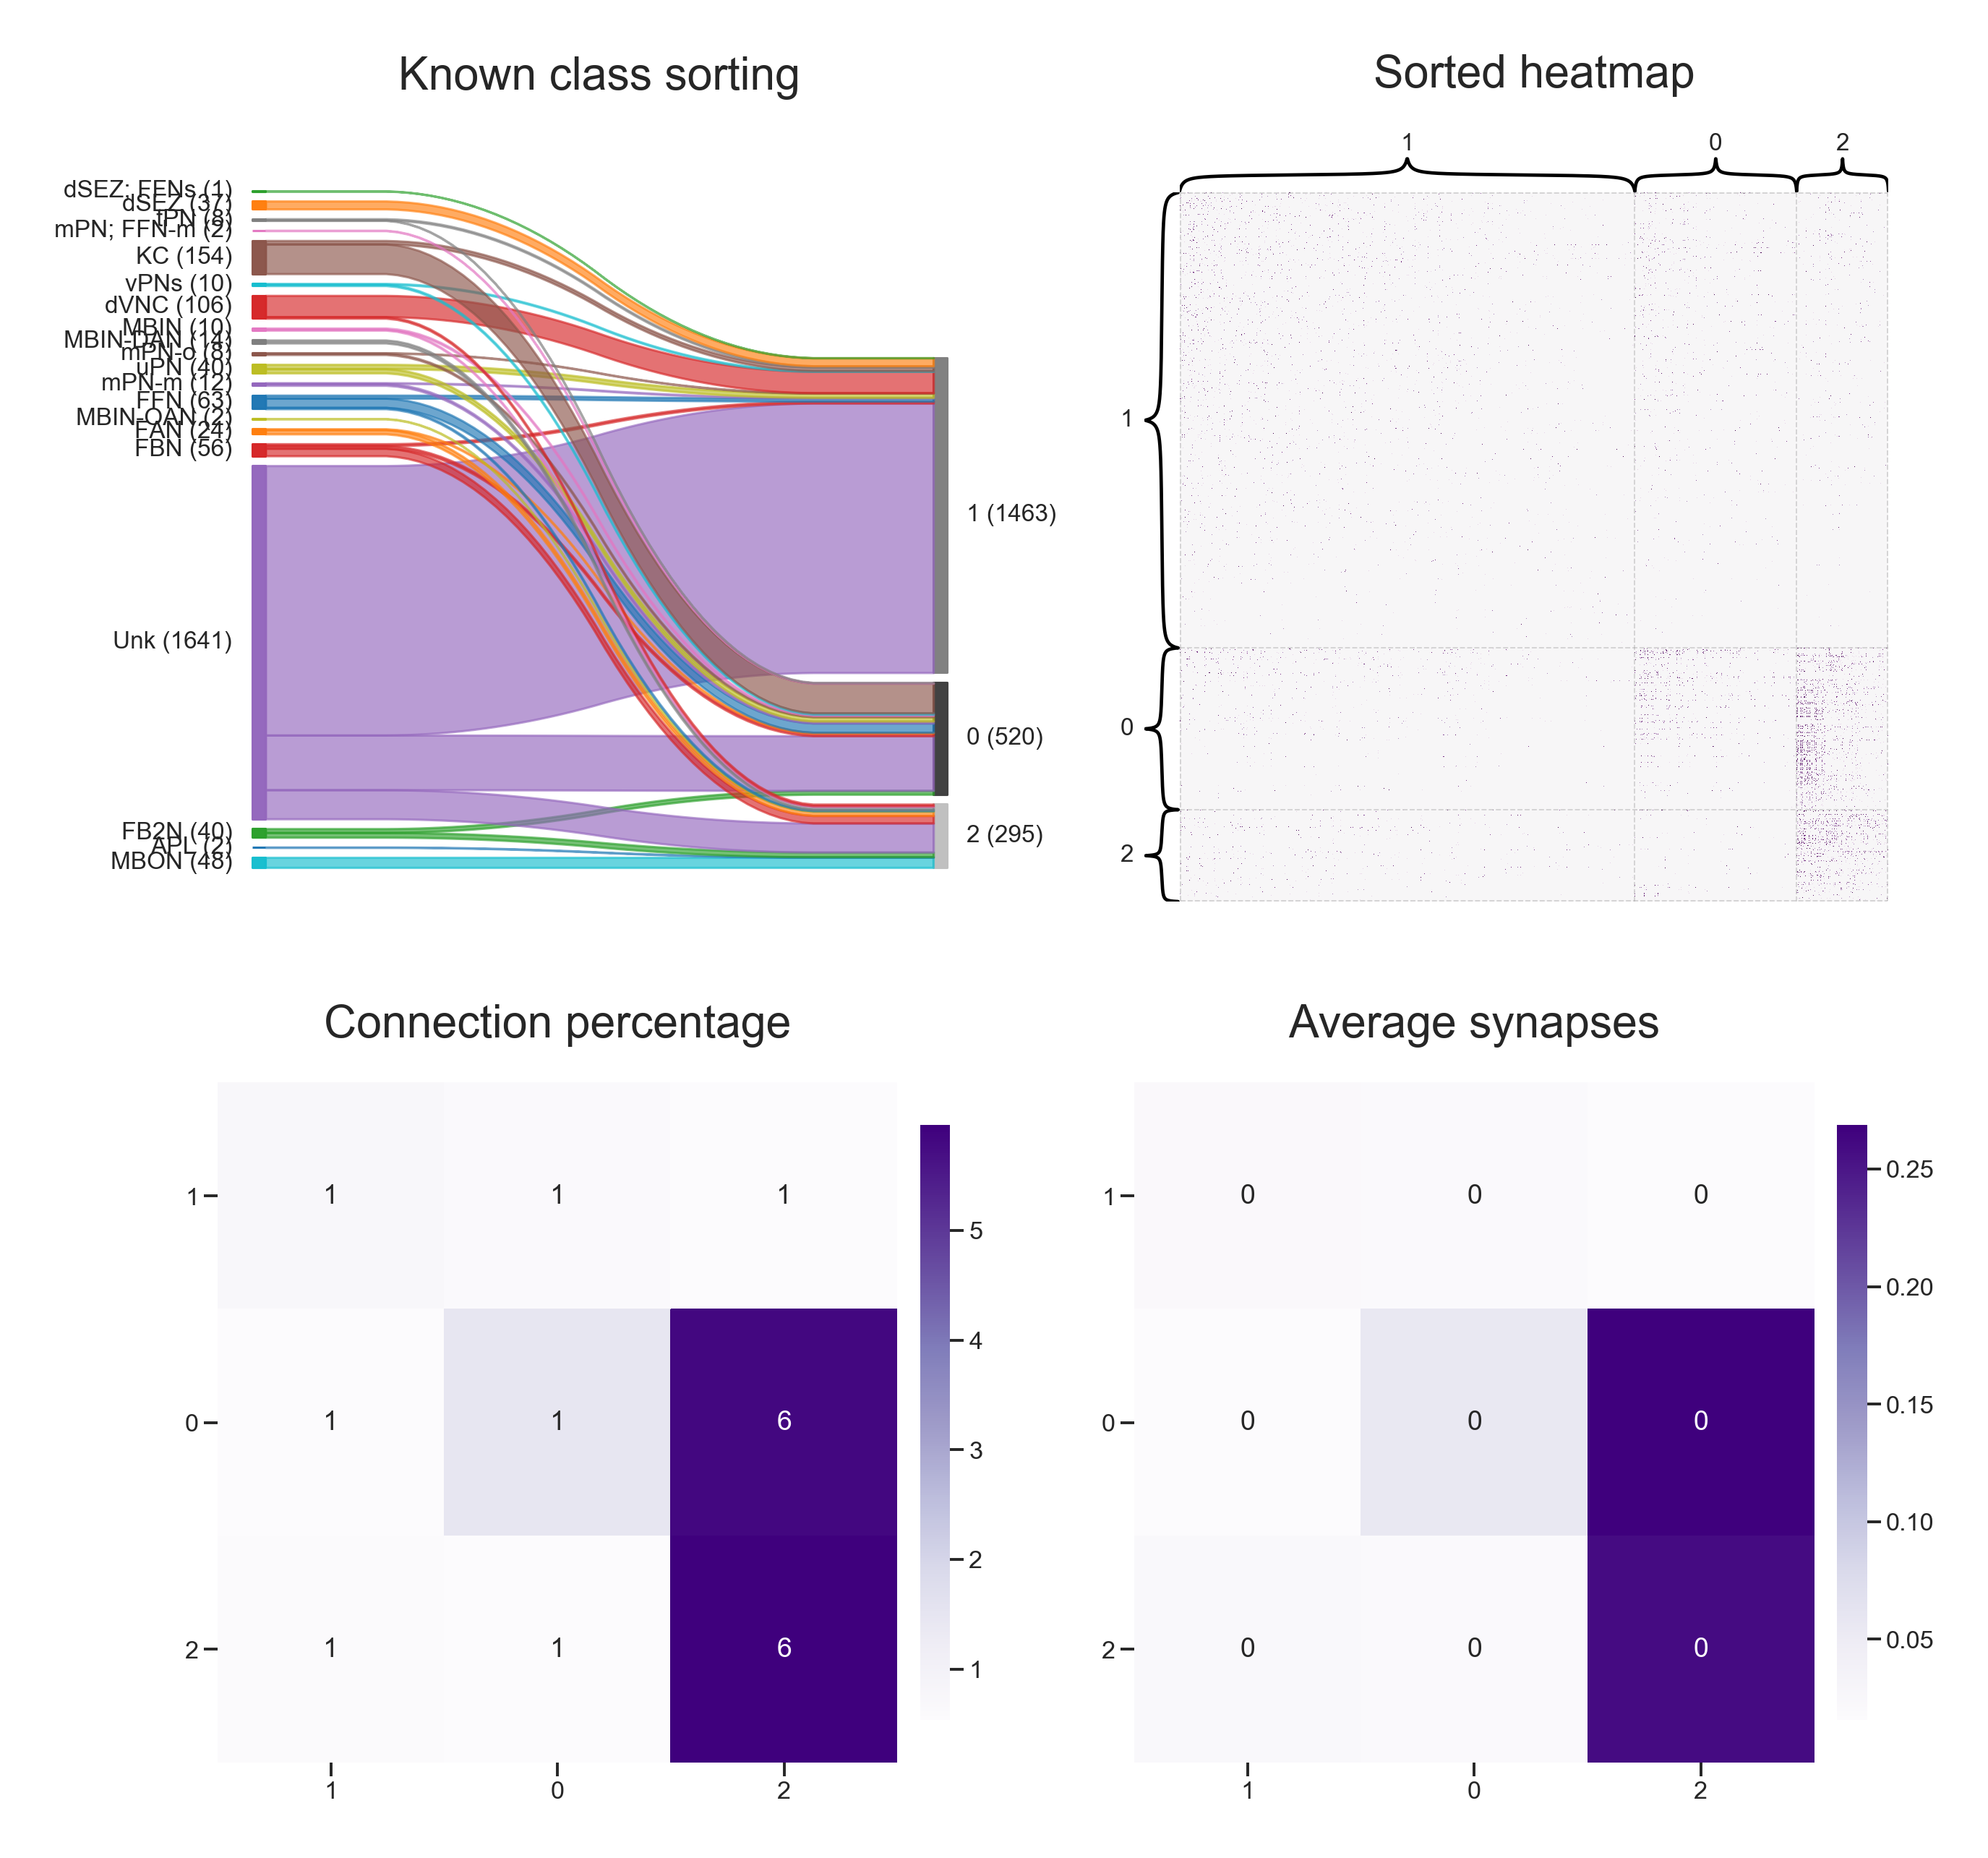 Known class sorting
dSEZ; FFNs (1)
dSEZ (37)
tPN (8)
mPN; FFN-m (2)
KC (154)
vPNs (10)
dVNC (106)
MBIN (10)
MBIN-DAN (14)
mPN-o (8)
uPN (40)
mPN-m (12)
FFN (63)
MBIN-OAN (2)
FAN (24)
FBN (56)
Unk (1641)
FB2N (40)
APL (2)
MBON (48)
1 (1463)
0 (520)
2 (295)
Sorted heatmap
1 0 2
1
0
2
Connection percentage
1 1 1 1
0 1 1 6
2 1 1 6
1 0 2
5
4
3
2
1
Average synapses
1 0 0 0
0 0 0 0
2 0 0 0
1 0 2
0.25
0.20
0.15
0.10
0.05